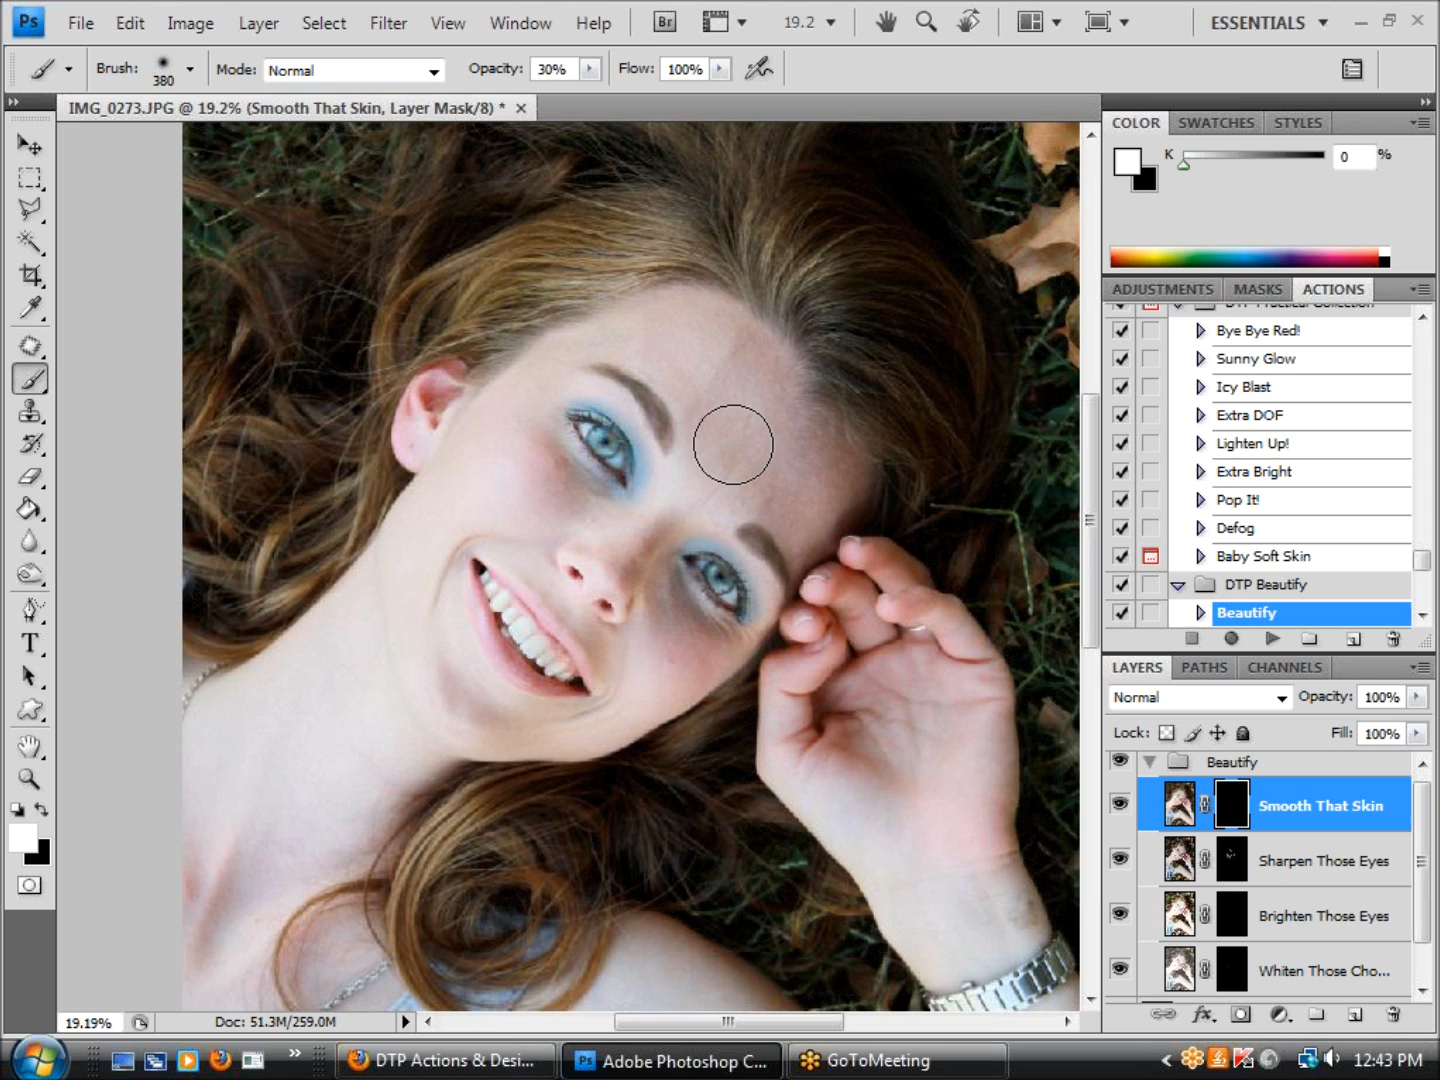 Ps File Edit Image Layer Select Filter View Window Help Br 19.2 ESSENTIALS
Brush: 380 Mode: Normal Opacity: 30% Flow: 100%
IMG_0273.JPG @ 19.2% (Smooth That Skin, Layer Mask/8) *
COLOR SWATCHES STYLES
K 0 %
ADJUSTMENTS MASKS ACTIONS
DTP Practical Collection
Bye Bye Red!
Sunny Glow
Icy Blast
Extra DOF
Lighten Up!
Extra Bright
Pop It!
Defog
Baby Soft Skin
DTP Beautify
Beautify
T
LAYERS PATHS CHANNELS
Normal Opacity: 100%
Lock: Fill: 100%
Beautify
Smooth That Skin
Sharpen Those Eyes
Brighten Those Eyes
Whiten Those Cho...
fx
19.19% Doc: 51.3M/259.0M
» DTP Actions & Desi... Ps Adobe Photoshop C... GoToMeeting < 12:43 PM